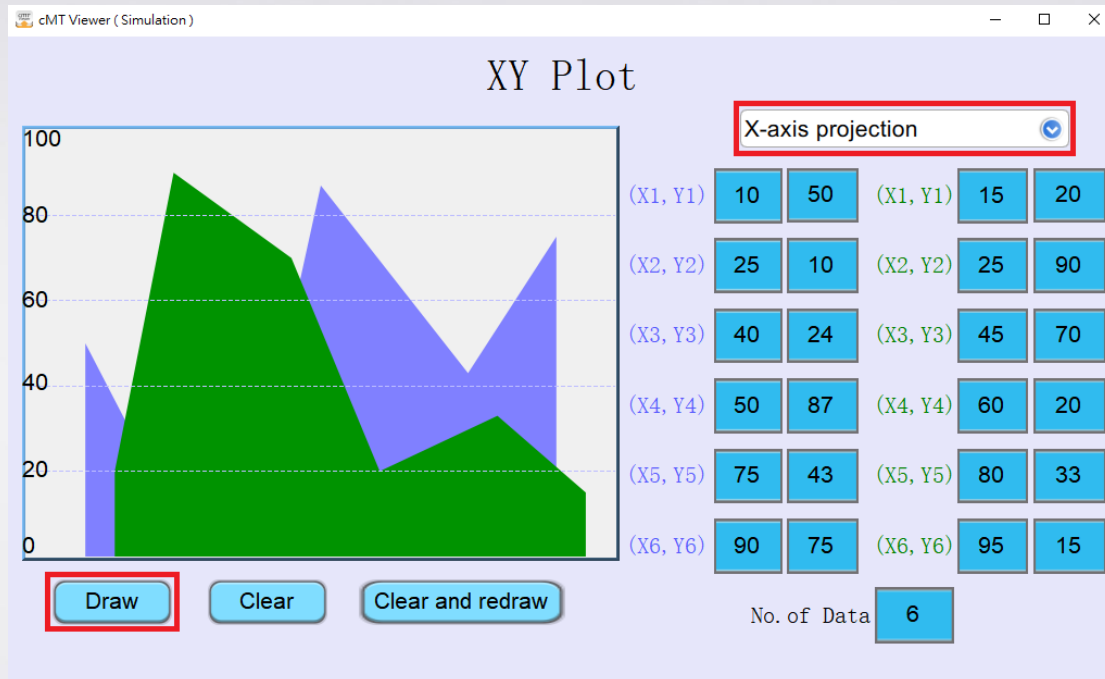 cMT Viewer ( Simulation )
XY Plot
X-axis projection
100
80
60
40
20
0
(X1, Y1) 10 50 (X1, Y1) 15 20
(X2, Y2) 25 10 (X2, Y2) 25 90
(X3, Y3) 40 24 (X3, Y3) 45 70
(X4, Y4) 50 87 (X4, Y4) 60 20
(X5, Y5) 75 43 (X5, Y5) 80 33
(X6, Y6) 90 75 (X6, Y6) 95 15
Draw Clear Clear and redraw
No.of Data 6